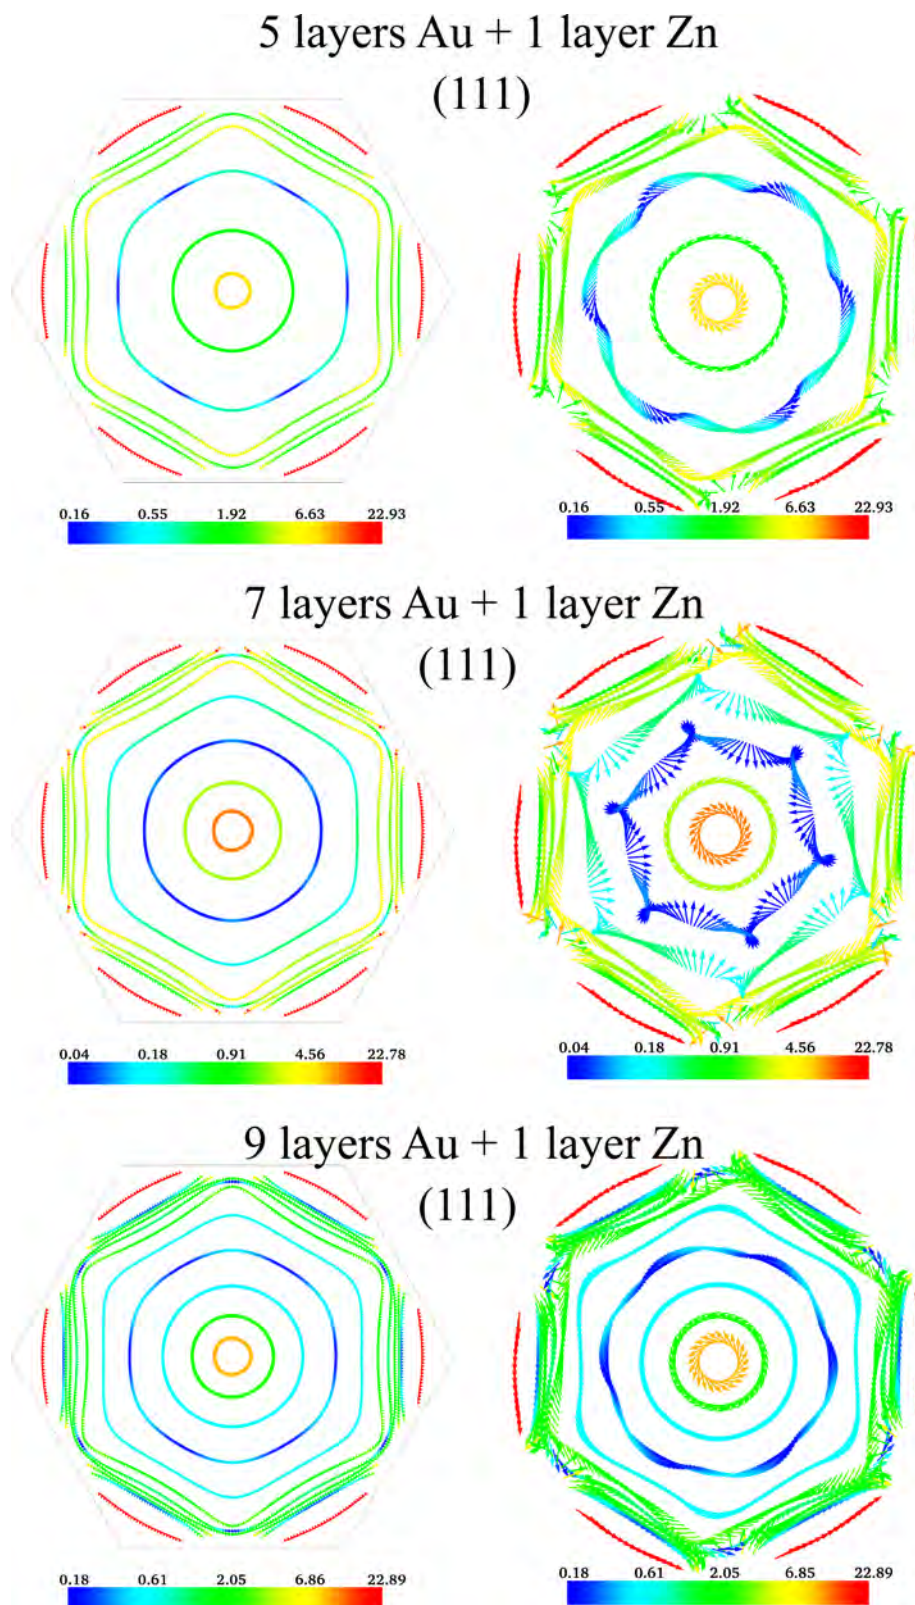 5 layers Au + 1 layer Zn
(111)
0.16 0.55 1.92 6.63 22.93
0.16 0.55 1.92 6.63 22.93
7 layers Au + 1 layer Zn
(111)
0.04 0.18 0.91 4.56 22.78
0.04 0.18 0.91 4.56 22.78
9 layers Au + 1 layer Zn
(111)
0.18 0.61 2.05 6.86 22.89
0.18 0.61 2.05 6.85 22.89